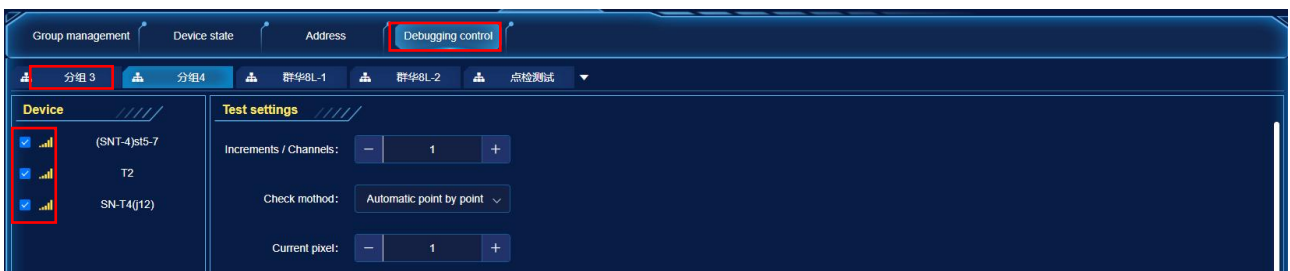 Group management Device state Address Debugging control
分组 3 分组4 群华8L-1 群华8L-2 点检测试
Device Test settings
(SNT-4)st5-7
T2
SN-T4(j12)
Increments / Channels: 1
Check mothod: Automatic point by point
Current pixel: 1